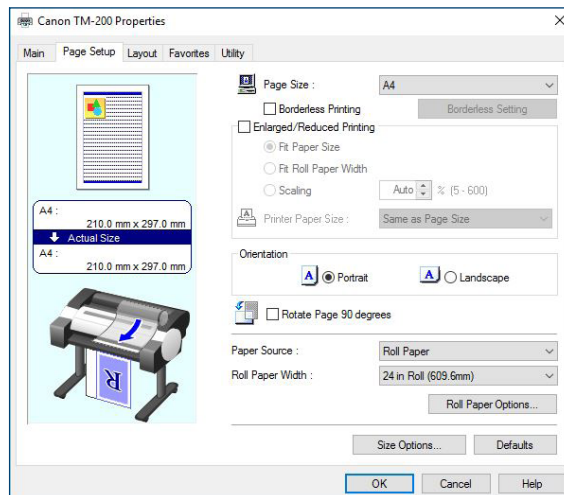 Canon TM-200 Properties
Main Page Setup Layout Favorites Utility
Page Size : A4
Borderless Printing Borderless Setting
Enlarged/Reduced Printing
Fit Paper Size
Fit Roll Paper Width
Scaling Auto % (5 - 600)
Printer Paper Size : Same as Page Size
A4 :
210.0 mm x 297.0 mm
Actual Size
A4 :
210.0 mm x 297.0 mm
Orientation
A Portrait A Landscape
Rotate Page 90 degrees
Paper Source : Roll Paper
Roll Paper Width : 24 in Roll (609.6mm)
Roll Paper Options...
R
Size Options... Defaults
OK Cancel Help